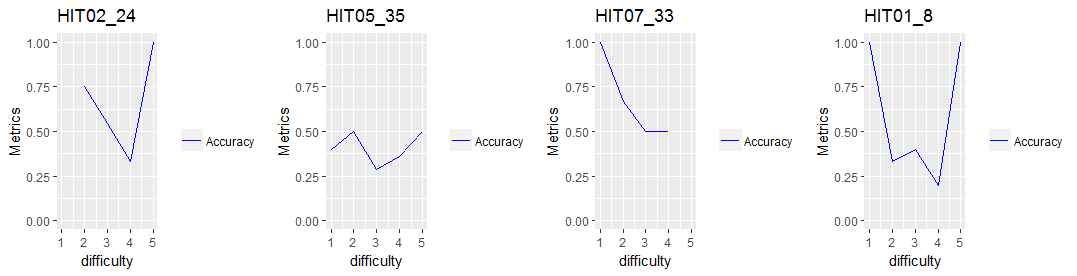 HIT02_24
1.00
0.75
0.50
0.25
0.00
Metrics
1 2 3 4 5
difficulty
Accuracy
HIT05_35
1.00
0.75
0.50
0.25
0.00
Metrics
1 2 3 4 5
difficulty
Accuracy
HIT07_33
1.00
0.75
0.50
0.25
0.00
Metrics
1 2 3 4 5
difficulty
Accuracy
HIT01_8
1.00
0.75
0.50
0.25
0.00
Metrics
1 2 3 4 5
difficulty
Accuracy